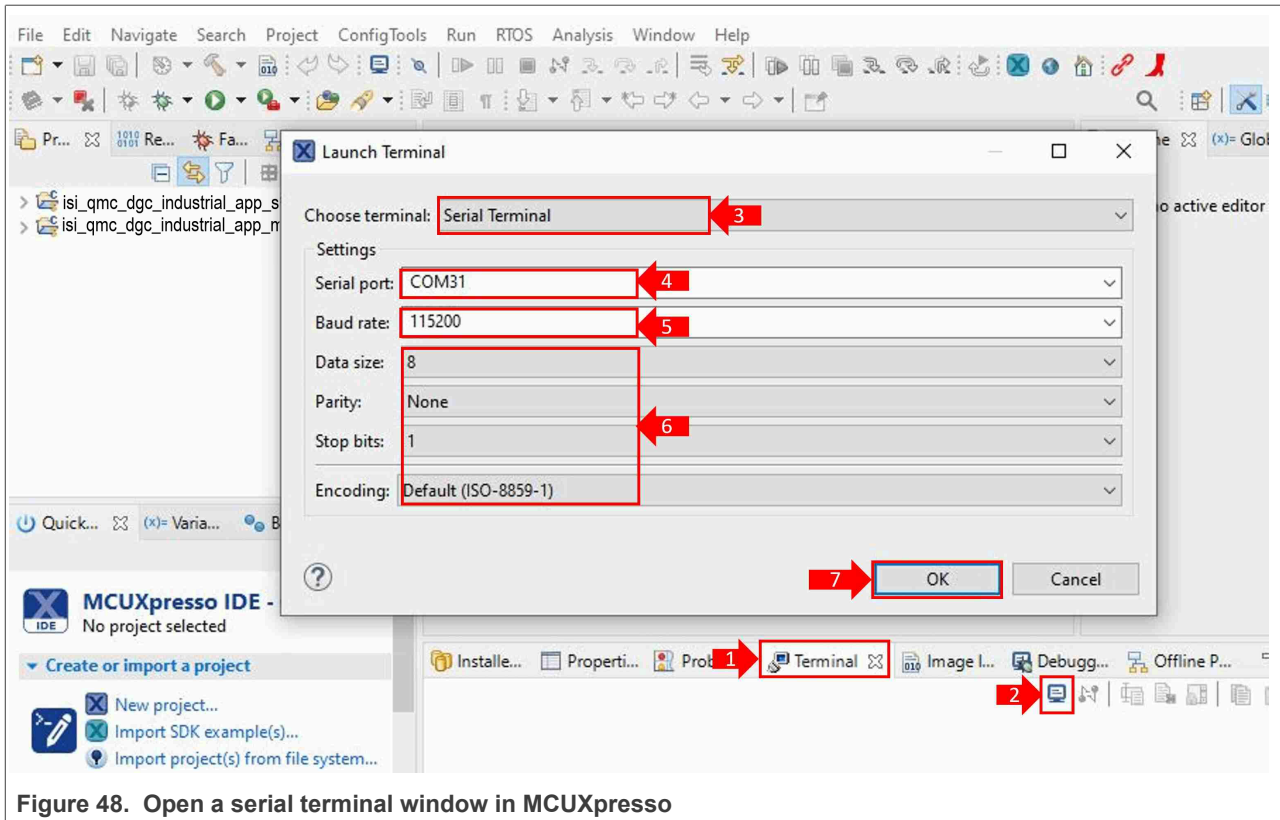 File Edit Navigate Search Project ConfigTools Run RTOS Analysis Window Help
Pr... Re... Fa...
(x)= Glob
Launch Terminal
isi_qmc_dgc_industrial_app_s
isi_qmc_dgc_industrial_app_m
Choose terminal: Serial Terminal 3
no active editor
Settings
Serial port: COM31 4
Baud rate: 115200 5
Data size: 8
Parity: None
Stop bits: 1 6
Encoding: Default (ISO-8859-1)
Quick... (x)= Varia... B
7 OK Cancel
MCUXpresso IDE -
IDE No project selected
Create or import a project
New project...
Import SDK example(s)...
Import project(s) from file system...
Installe... Properti... Prob 1 Terminal Image I... Debugg... Offline P...
2
Figure 48. Open a serial terminal window in MCUXpresso